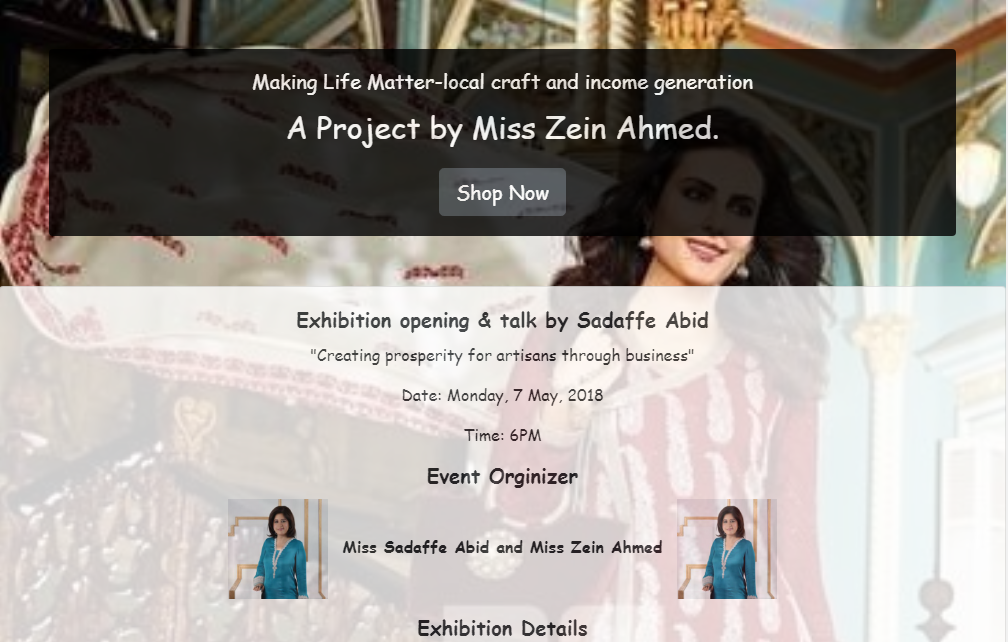 Making Life Matter-local craft and income generation
A Project by Miss Zein Ahmed.
Shop Now
Exhibition opening & talk by Sadaffe Abid
"Creating prosperity for artisans through business"
Date: Monday, 7 May, 2018
Time: 6PM
Event Orginizer
Miss Sadaffe Abid and Miss Zein Ahmed
Exhibition Details